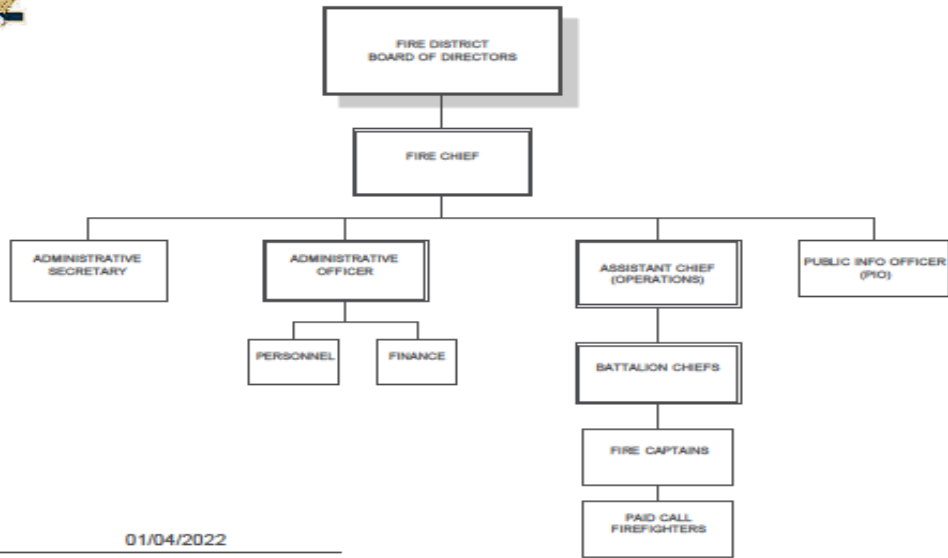 FIRE DISTRICT
BOARD OF DIRECTORS
FIRE CHIEF
ADMINISTRATIVE
SECRETARY
ADMINISTRATIVE
OFFICER
ASSISTANT CHIEF
(OPERATIONS)
PUBLIC INFO OFFICER
(PIO)
PERSONNEL
FINANCE
BATTALION CHIEFS
FIRE CAPTAINS
PAID CALL
FIREFIGHTERS
01/04/2022